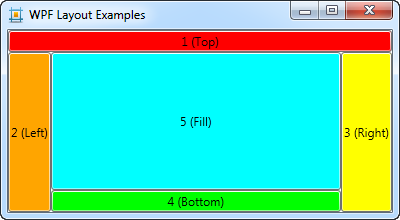 WPF Layout Examples
1 (Top)
2 (Left)
5 (Fill)
3 (Right)
4 (Bottom)